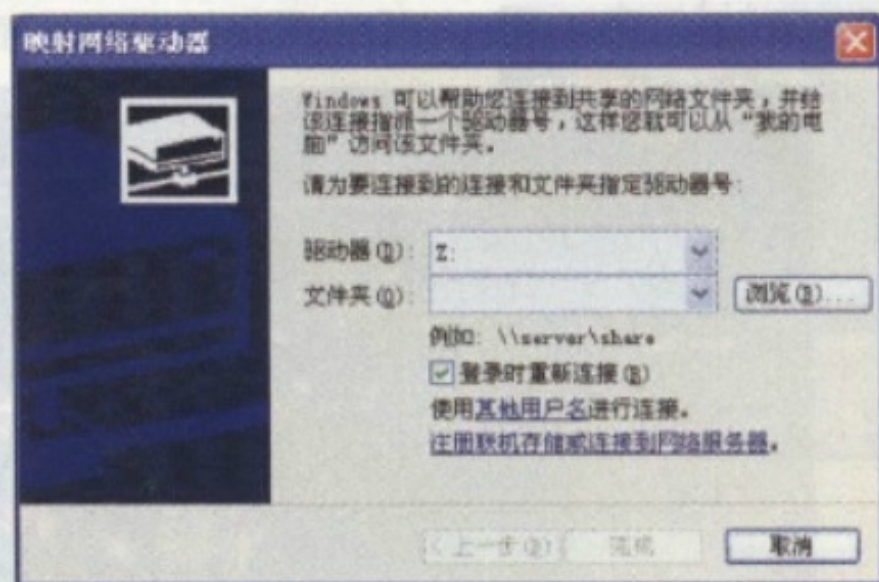 映射网络驱动器
Windows 可以帮助您连接到共享的网络文件夹，并给
该连接指派一个驱动器号，这样您就可以从“我的电
脑”访问该文件夹。
请为要连接到的连接和文件夹指定驱动器号：
驱动器(D)： Z:
文件夹(O)： 浏览(B)...
例如： \\server\share
登录时重新连接(R)
使用其他用户名进行连接。
注册联机存储或连接到网络服务器。
< 上一步(B) 完成 取消